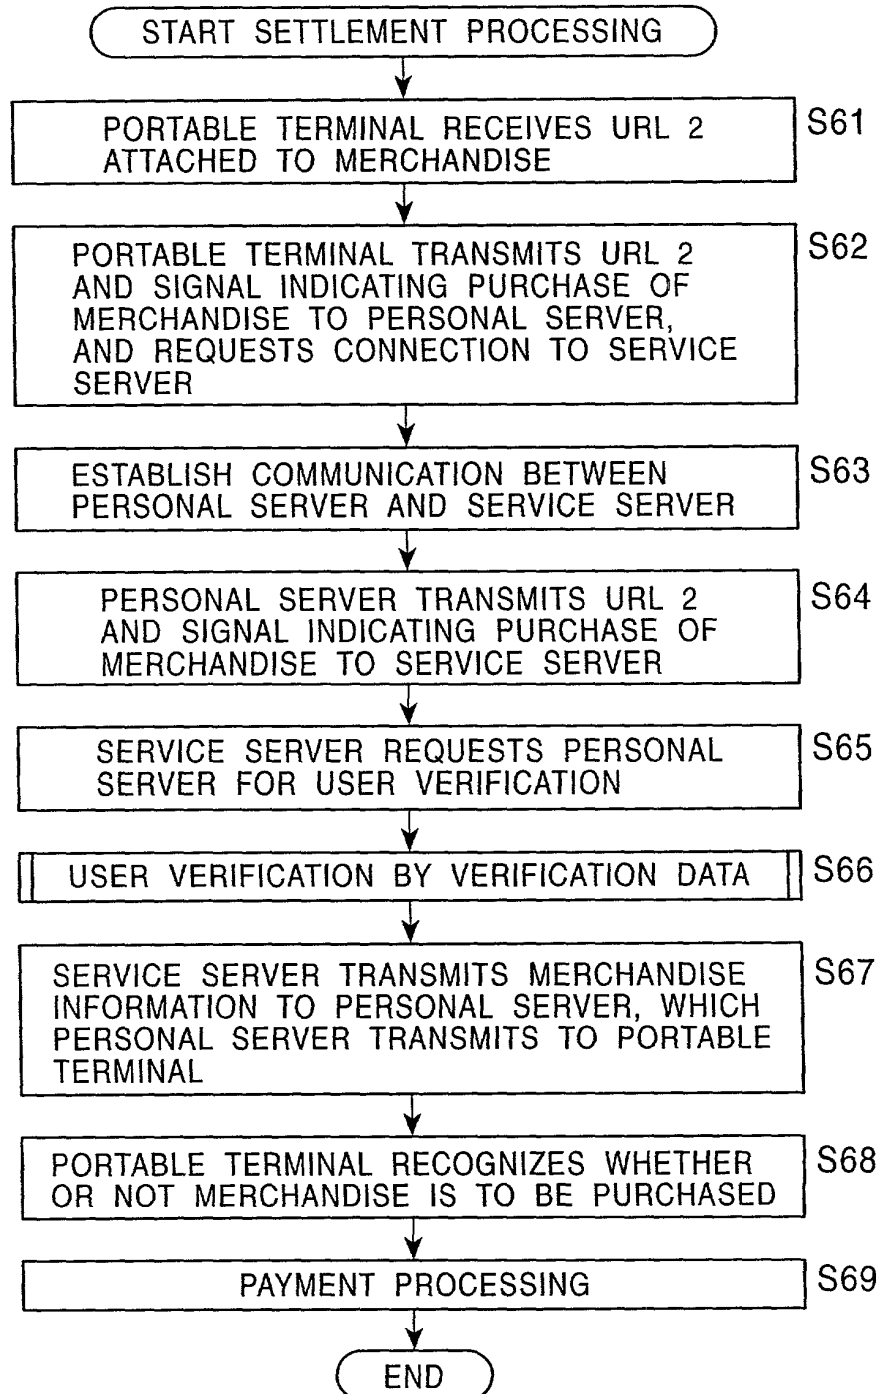 START SETTLEMENT PROCESSING
PORTABLE TERMINAL RECEIVES URL 2
ATTACHED TO MERCHANDISE
S61
PORTABLE TERMINAL TRANSMITS URL 2
AND SIGNAL INDICATING PURCHASE OF
MERCHANDISE TO PERSONAL SERVER,
AND REQUESTS CONNECTION TO SERVICE
SERVER
S62
ESTABLISH COMMUNICATION BETWEEN
PERSONAL SERVER AND SERVICE SERVER
S63
PERSONAL SERVER TRANSMITS URL 2
AND SIGNAL INDICATING PURCHASE OF
MERCHANDISE TO SERVICE SERVER
S64
SERVICE SERVER REQUESTS PERSONAL
SERVER FOR USER VERIFICATION
S65
USER VERIFICATION BY VERIFICATION DATA
S66
SERVICE SERVER TRANSMITS MERCHANDISE
INFORMATION TO PERSONAL SERVER, WHICH
PERSONAL SERVER TRANSMITS TO PORTABLE
TERMINAL
S67
PORTABLE TERMINAL RECOGNIZES WHETHER
OR NOT MERCHANDISE IS TO BE PURCHASED
S68
PAYMENT PROCESSING
S69
END